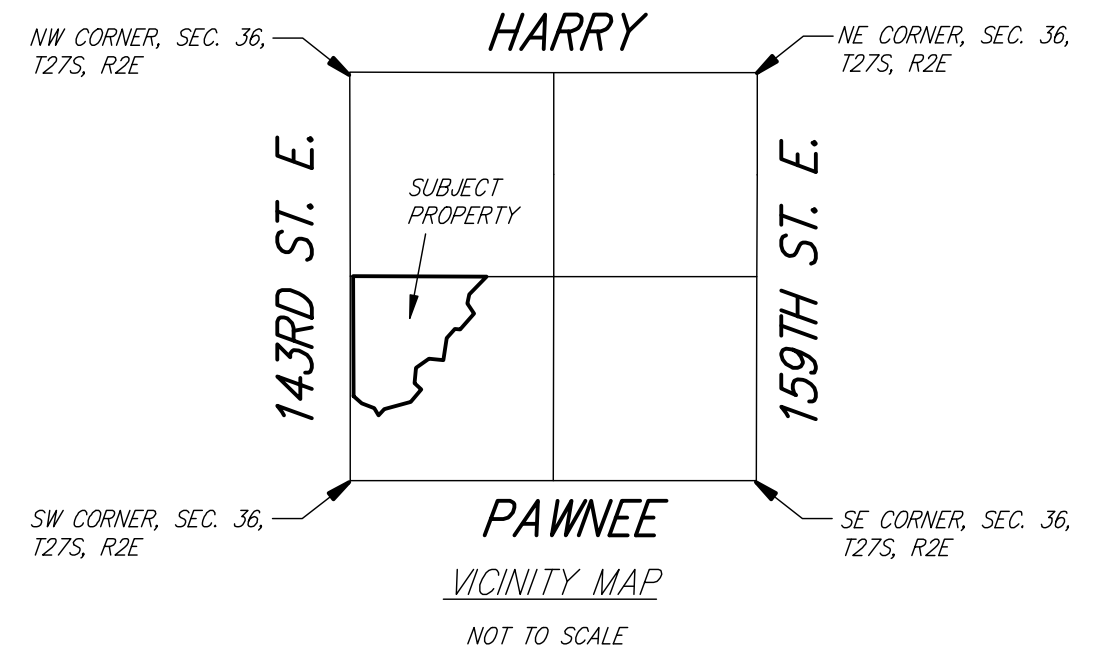 HARRY
NW CORNER, SEC. 36,
T27S, R2E
NE CORNER, SEC. 36,
T27S, R2E
143RD ST. E.
SUBJECT
PROPERTY
159TH ST. E.
SW CORNER, SEC. 36,
T27S, R2E
PAWNEE
SE CORNER, SEC. 36,
T27S, R2E
VICINITY MAP
NOT TO SCALE